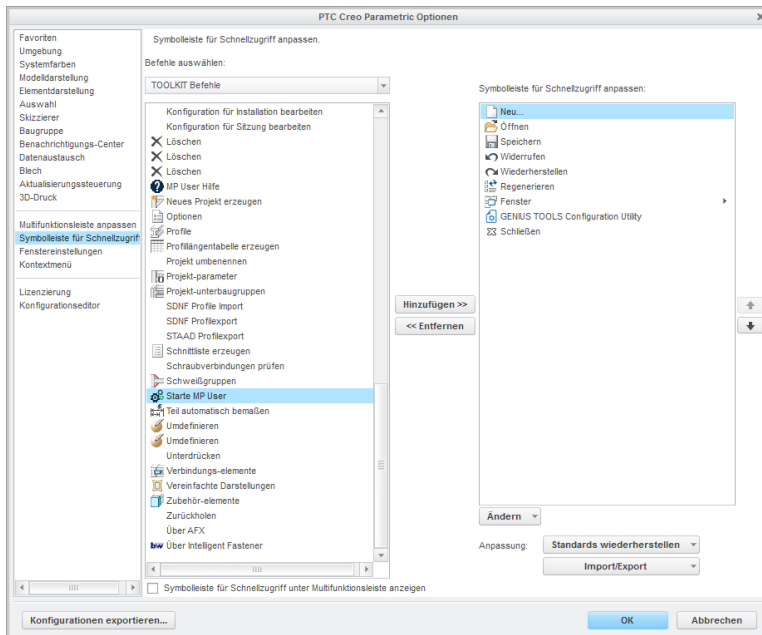 PTC Creo Parametric Optionen
Favoriten
Umgebung
Systemfarben
Modelldarstellung
Elementdarstellung
Auswahl
Skizzierer
Baugruppe
Benachrichtigungs-Center
Datenaustausch
Blech
Aktualisierungssteuerung
3D-Druck
Multifunktionsleiste anpassen
Symbolleiste für Schnellzugriff
Fenstereinstellungen
Kontextmenü
Lizenzierung
Konfigurationseditor
Symbolleiste für Schnellzugriff anpassen.
Befehle auswählen:
TOOLKIT Befehle
Konfiguration für Installation bearbeiten
Konfiguration für Sitzung bearbeiten
Löschen
Löschen
Löschen
MP User Hilfe
Neues Projekt erzeugen
Optionen
Profile
Profillängentabelle erzeugen
Projekt umbenennen
Projekt-parameter
Projekt-unterbaugruppen
SDNF Profile Import
SDNF Profilexport
STAAD Profilexport
Schnittliste erzeugen
Schraubverbindungen prüfen
Schweißgruppen
Starte MP User
Teil automatisch bemaßen
Umdefinieren
Umdefinieren
Unterdrücken
Verbindungs-elemente
Vereinfachte Darstellungen
Zubehör-elemente
Zurückholen
Über AFX
bw Über Intelligent Fastener
Symbolleiste für Schnellzugriff unter Multifunktionsleiste anzeigen
Hinzufügen >>
<< Entfernen
Symbolleiste für Schnellzugriff anpassen:
Neu...
Öffnen
Speichern
Widerrufen
Wiederherstellen
Regenerieren
Fenster
GENIUS TOOLS Configuration Utility
Schließen
Ändern
Anpassung:
Standards wiederherstellen
Import/Export
Konfigurationen exportieren...
OK
Abbrechen